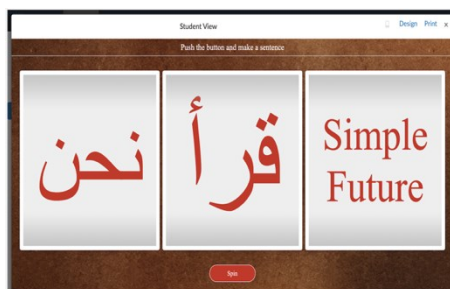 Student View
Design Print x
Push the button and make a sentence
نحن
قرأ
Simple
Future
Spin